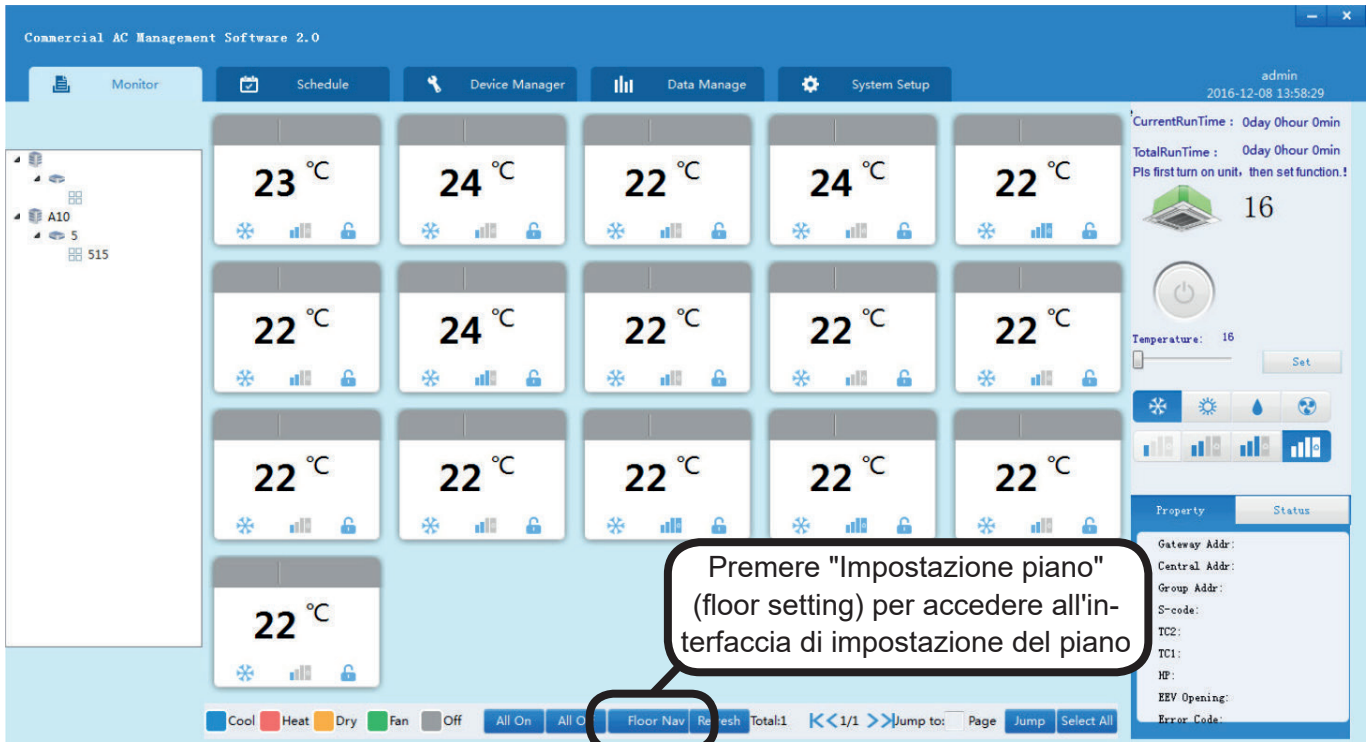 Commercial AC Management Software 2.0
Monitor
Schedule
Device Manager
Data Manage
System Setup
admin
2016-12-08 13:58:29
A10
5
515
23 ℃
24 ℃
22 ℃
24 ℃
22 ℃
22 ℃
24 ℃
22 ℃
22 ℃
22 ℃
22 ℃
22 ℃
22 ℃
22 ℃
22 ℃
22 ℃
CurrentRunTime : 0day 0hour 0min
TotalRunTime : 0day 0hour 0min
Pls first turn on unit, then set function.!
16
Temperature: 16
Set
Property
Status
Gateway Addr:
Central Addr:
Group Addr:
S-code:
TC2:
TC1:
HP:
EEV Opening:
Error Code:
Premere "Impostazione piano"
(floor setting) per accedere all'in-
terfaccia di impostazione del piano
Cool Heat Dry Fan Off All On All Floor Nav Refresh Total:1 1/1 Jump to: Page Jump Select All